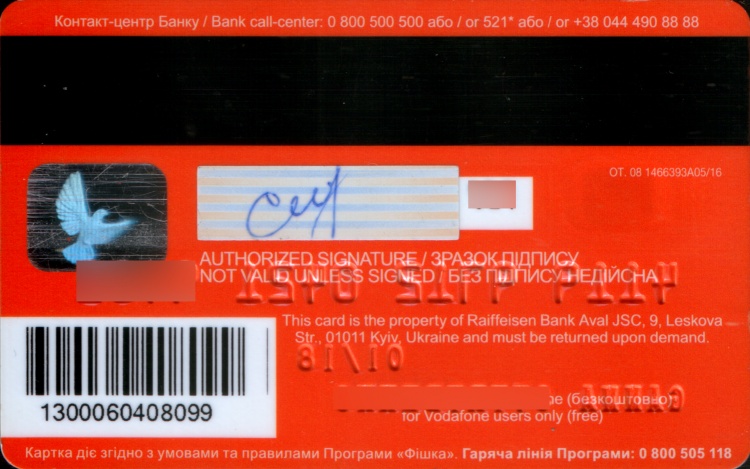 Контакт-центр Банку / Bank call-center: 0 800 500 500 або / or 521* або / or +38 044 490 88 88
ОТ. 08 1466393A05/16
AUTHORIZED SIGNATURE / ЗРАЗОК ПІДПИСУ
NOT VALID UNLESS SIGNED / БЕЗ ПІДПИСУ НЕДІЙСНА
This card is the property of Raiffeisen Bank Aval JSC, 9, Leskova
Str., 01011 Kyiv, Ukraine and must be returned upon demand.
1300060408099
(безкоштовно)
for Vodafone users only (free)
Картка діє згідно з умовами та правилами Програми «Фішка». Гаряча лінія Програми: 0 800 505 118